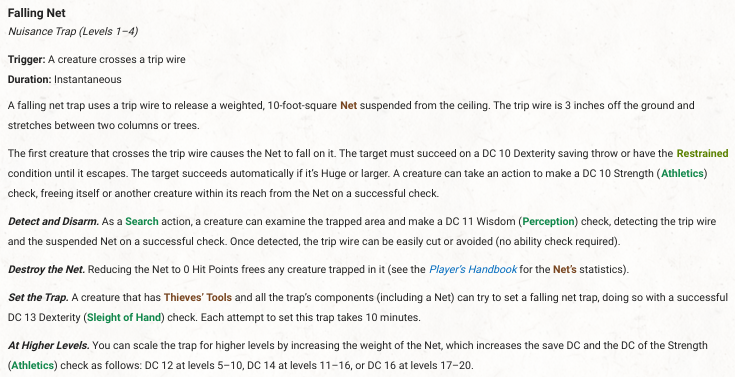 Falling Net
Nuisance Trap (Levels 1–4)
Trigger: A creature crosses a trip wire
Duration: Instantaneous
A falling net trap uses a trip wire to release a weighted, 10-foot-square Net suspended from the ceiling. The trip wire is 3 inches off the ground and
stretches between two columns or trees.
The first creature that crosses the trip wire causes the Net to fall on it. The target must succeed on a DC 10 Dexterity saving throw or have the Restrained
condition until it escapes. The target succeeds automatically if it's Huge or larger. A creature can take an action to make a DC 10 Strength (Athletics)
check, freeing itself or another creature within its reach from the Net on a successful check.
Detect and Disarm. As a Search action, a creature can examine the trapped area and make a DC 11 Wisdom (Perception) check, detecting the trip wire
and the suspended Net on a successful check. Once detected, the trip wire can be easily cut or avoided (no ability check required).
Destroy the Net. Reducing the Net to 0 Hit Points frees any creature trapped in it (see the Player's Handbook for the Net's statistics).
Set the Trap. A creature that has Thieves' Tools and all the trap's components (including a Net) can try to set a falling net trap, doing so with a successful
DC 13 Dexterity (Sleight of Hand) check. Each attempt to set this trap takes 10 minutes.
At Higher Levels. You can scale the trap for higher levels by increasing the weight of the Net, which increases the save DC and the DC of the Strength
(Athletics) check as follows: DC 12 at levels 5–10, DC 14 at levels 11–16, or DC 16 at levels 17–20.